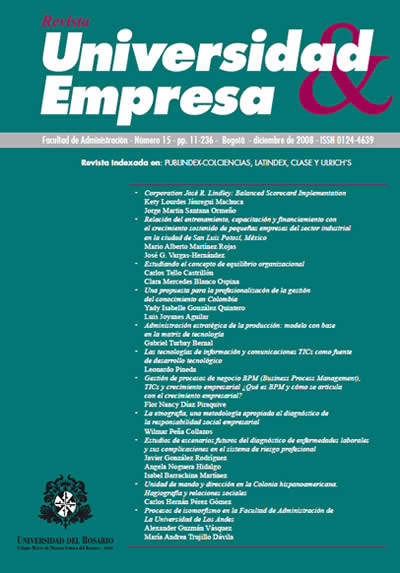 Revista
Universidad
&
Empresa
Facultad de Administración - Número 15 - pp. 11-236 - Bogotá - diciembre de 2008 - ISSN 0124-4639
Revista indexada en: PUBLINDEX-COLCIENCIAS, LATINDEX, CLASE Y ULRICH'S
- Corporation José R. Lindley: Balanced Scorecard Implementation
Kety Lourdes Jáuregui Machuca
Jorge Martín Santana Ormeño
- Relación del entrenamiento, capacitación y financiamiento con
el crecimiento sostenido de pequeñas empresas del sector industrial
en la ciudad de San Luis Potosí, México
Mario Alberto Martínez Rojas
José G. Vargas-Hernández
- Estudiando el concepto de equilibrio organizacional
Carlos Tello Castrillón
Clara Mercedes Blanco Ospina
- Una propuesta para la profesionalización de la gestión
del conocimiento en Colombia
Yady Isabelle González Quintero
Luis Joyanes Aguilar
- Administración estratégica de la producción: modelo con base
en la matriz de tecnología
Gabriel Turbay Bernal
- Las tecnologías de información y comunicaciones TICs como fuente
de desarrollo tecnológico
Leonardo Pineda
- Gestión de procesos de negocio BPM (Business Process Management),
TICs y crecimiento empresarial ¿Qué es BPM y cómo se articula
con el crecimiento empresarial?
Flor Nancy Díaz Piraquive
- La etnografía, una metodología apropiada al diagnóstico de
la responsabilidad social empresarial
Wilmar Peña Collazos
- Estudios de escenarios futuros del diagnóstico de enfermedades laborales
y sus complicaciones en el sistema de riesgo profesional
Javier González Rodríguez
Angela Noguera Hidalgo
Isabel Barrachina Martínez
- Unidad de mando y dirección en la Colonia hispanoamericana.
Hagiografía y relaciones sociales
Carlos Hernán Pérez Gómez
- Procesos de isomorfismo en la Facultad de Administración de
La Universidad de Los Andes
Alexander Guzmán Vásquez
María Andrea Trujillo Dávila
UNIVERSIDAD DEL ROSARIO